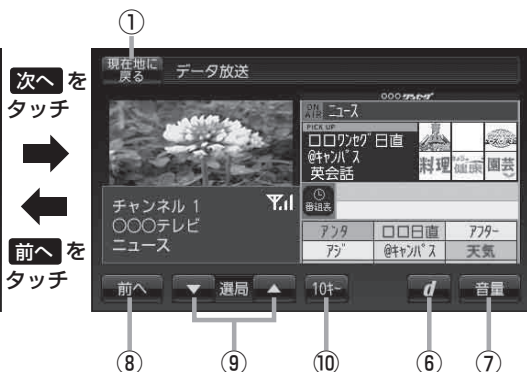 ①
次へ を
タッチ
前へ を
タッチ
現在地に
戻る
データ放送
○○○ワンセグ
ON AIR ニュース
PICK UP
ロロワンセグ 日直
@キャンパス
英会話
料理
健康
園芸
番組表
チャンネル 1
○○○テレビ
ニュース
アンタ ロロ日直 アフター
アジ @キャンパス 天気
前へ ▼ 選局 ▲ 10キー d 音量
⑧ ⑨ ⑩ ⑥ ⑦